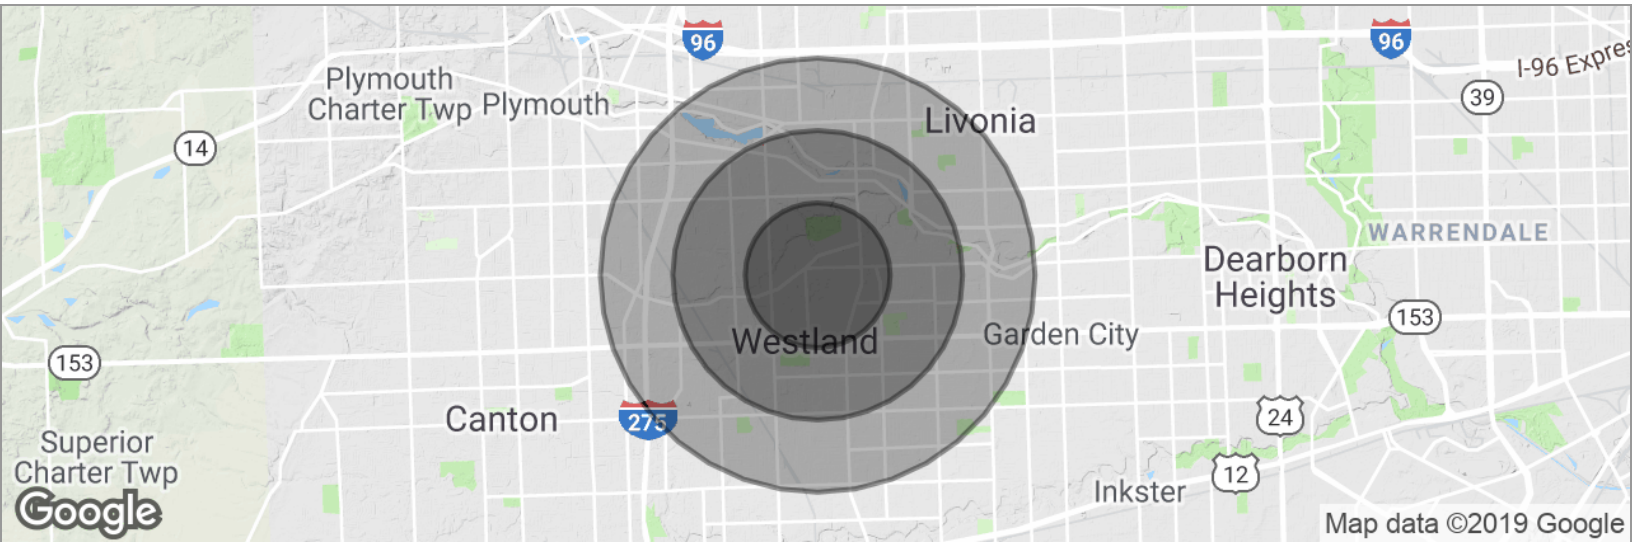 96
96
I-96 Expres
Plymouth
Charter Twp
Plymouth
39
Livonia
14
WARRENDALE
Dearborn
Heights
153
Garden City
Westland
153
Canton
275
24
Superior
Charter Twp
12
Inkster
Google
Map data ©2019 Google